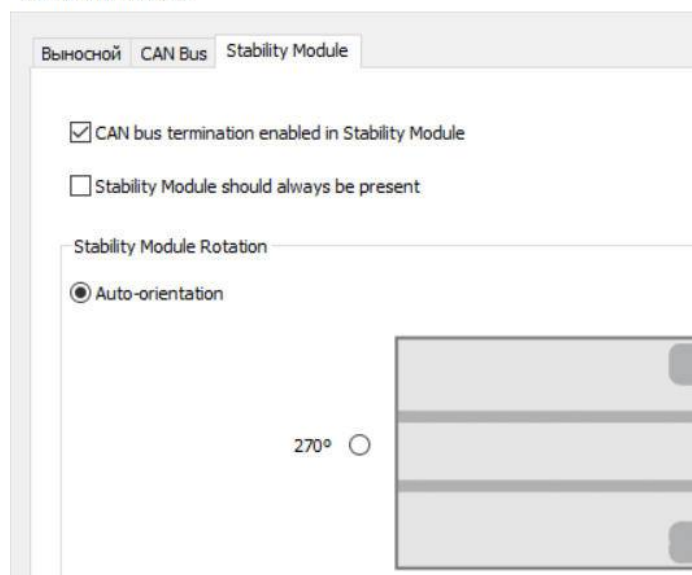 Выносной CAN Bus Stability Module
CAN bus termination enabled in Stability Module
Stability Module should always be present
Stability Module Rotation
Auto-orientation
270º